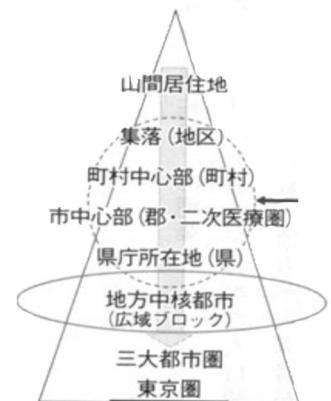 山間居住地
集落(地区)
町村中心部(町村)
市中心部(郡・二次医療圏)
県庁所在地(県)
地方中核都市
(広域ブロック)
三大都市圏
東京圏